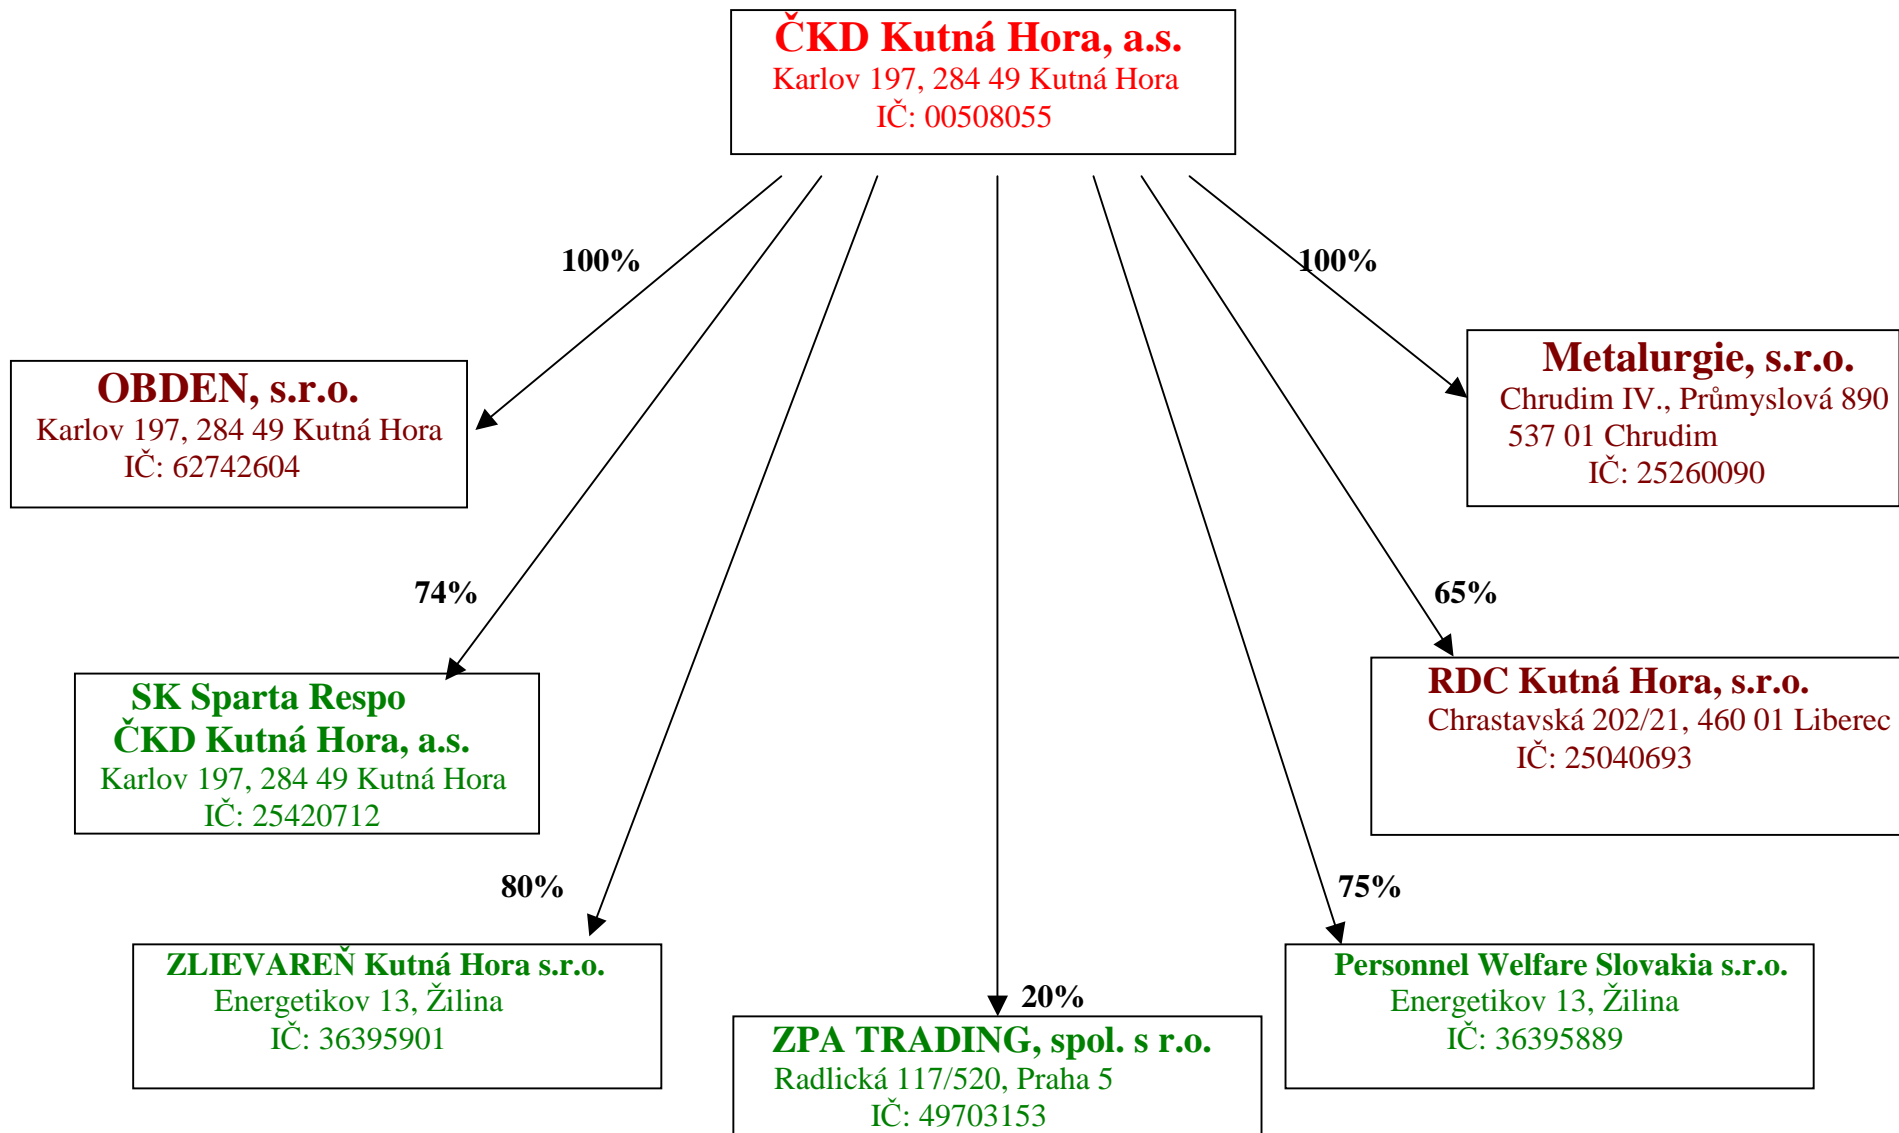 ČKD Kutná Hora, a.s.
Karlov 197, 284 49 Kutná Hora
IČ: 00508055
100%
100%
OBDEN, s.r.o.
Karlov 197, 284 49 Kutná Hora
IČ: 62742604
Metalurgie, s.r.o.
Chrudim IV., Průmyslová 890
537 01 Chrudim
IČ: 25260090
74%
65%
SK Sparta Respo
ČKD Kutná Hora, a.s.
Karlov 197, 284 49 Kutná Hora
IČ: 25420712
RDC Kutná Hora, s.r.o.
Chrastavská 202/21, 460 01 Liberec
IČ: 25040693
80%
75%
ZLIEVAREŇ Kutná Hora s.r.o.
Energetikov 13, Žilina
IČ: 36395901
20%
ZPA TRADING, spol. s r.o.
Radlická 117/520, Praha 5
IČ: 49703153
Personnel Welfare Slovakia s.r.o.
Energetikov 13, Žilina
IČ: 36395889